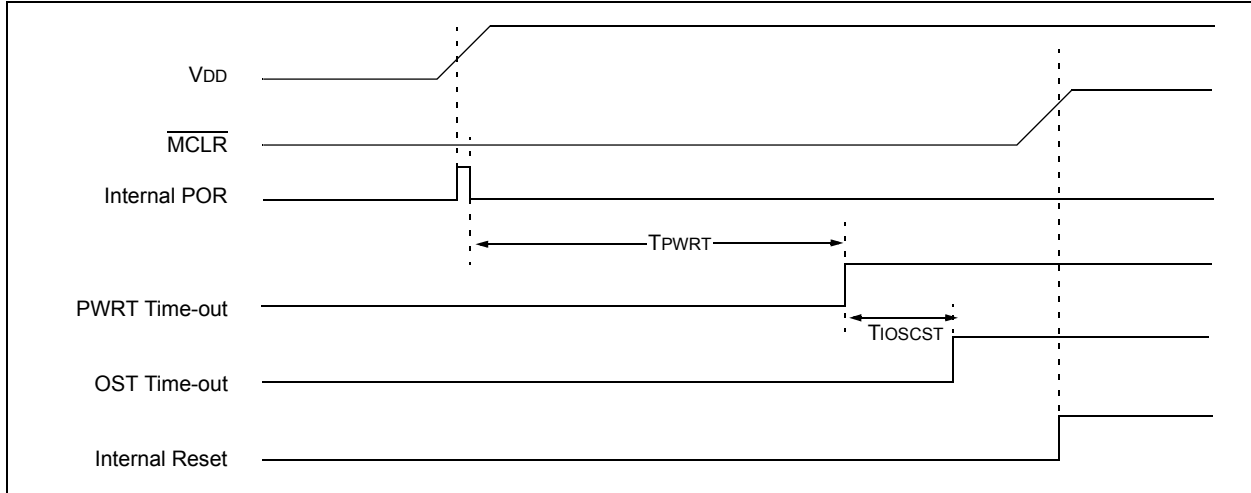 VDD
MCLR
Internal POR
TPWRT
PWRT Time-out
TIOSCST
OST Time-out
Internal Reset